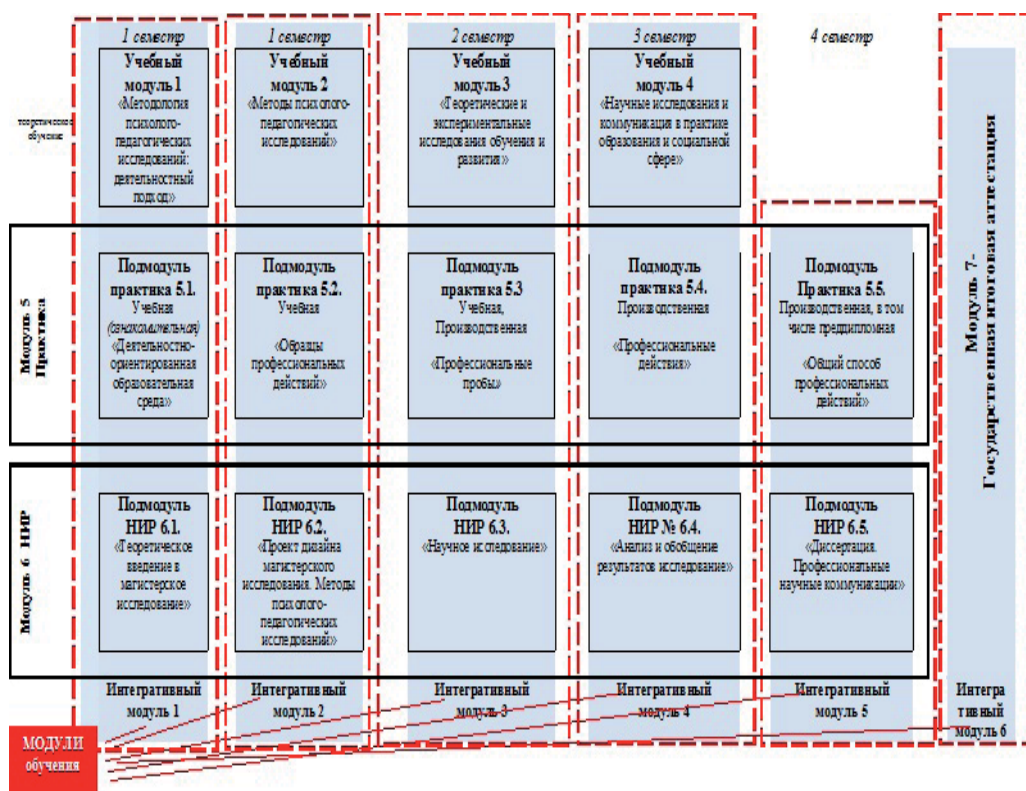 1 семестр
1 семестр
2 семестр
3 семестр
4 семестр
теоретическое
обучение
Учебный
модуль 1
«Методология
психолого-
педагогических
исследований:
деятельностный
подход»
Учебный
модуль 2
«Методы психолого-
педагогических
исследований»
Учебный
модуль 3
«Теоретические и
экспериментальные
исследования обучения и
развития»
Учебный
модуль 4
«Научные исследования и
коммуникация в практике
образования и социальной
сфере»
Модуль 5
Практика
Подмодуль
практика 5.1.
Учебная
(ознакомительная)
«Деятельностно-
ориентированная
образовательная
среда»
Подмодуль
практика 5.2.
Учебная
«Образцы
профессиональных
действий»
Подмодуль
практика 5.3
Учебная,
Производственная
«Профессиональные
пробы»
Подмодуль
практика 5.4.
Производственная
«Профессиональные
действия»
Подмодуль
Практика 5.5.
Производственная, в том
числе преддипломная
«Общий способ
профессиональных
действий»
Модуль 6 НИР
Подмодуль
НИР 6.1.
«Теоретическое
введение в
магистерское
исследование»
Подмодуль
НИР 6.2.
«Проект дизайна
магистерского
исследования. Методы
психолого-
педагогических
исследований»
Подмодуль
НИР 6.3.
«Научное исследование»
Подмодуль
НИР № 6.4.
«Анализ и обобщение
результатов исследование»
Подмодуль
НИР 6.5.
«Диссертация.
Профессиональные
научные коммуникации»
Модуль 7-
Государственная итоговая аттестация
Интегративный
модуль 1
Интегративный
модуль 2
Интегративный
модуль 3
Интегративный
модуль 4
Интегративный
модуль 5
Интегра
тивный
модуль 6
МОДУЛИ
обучения